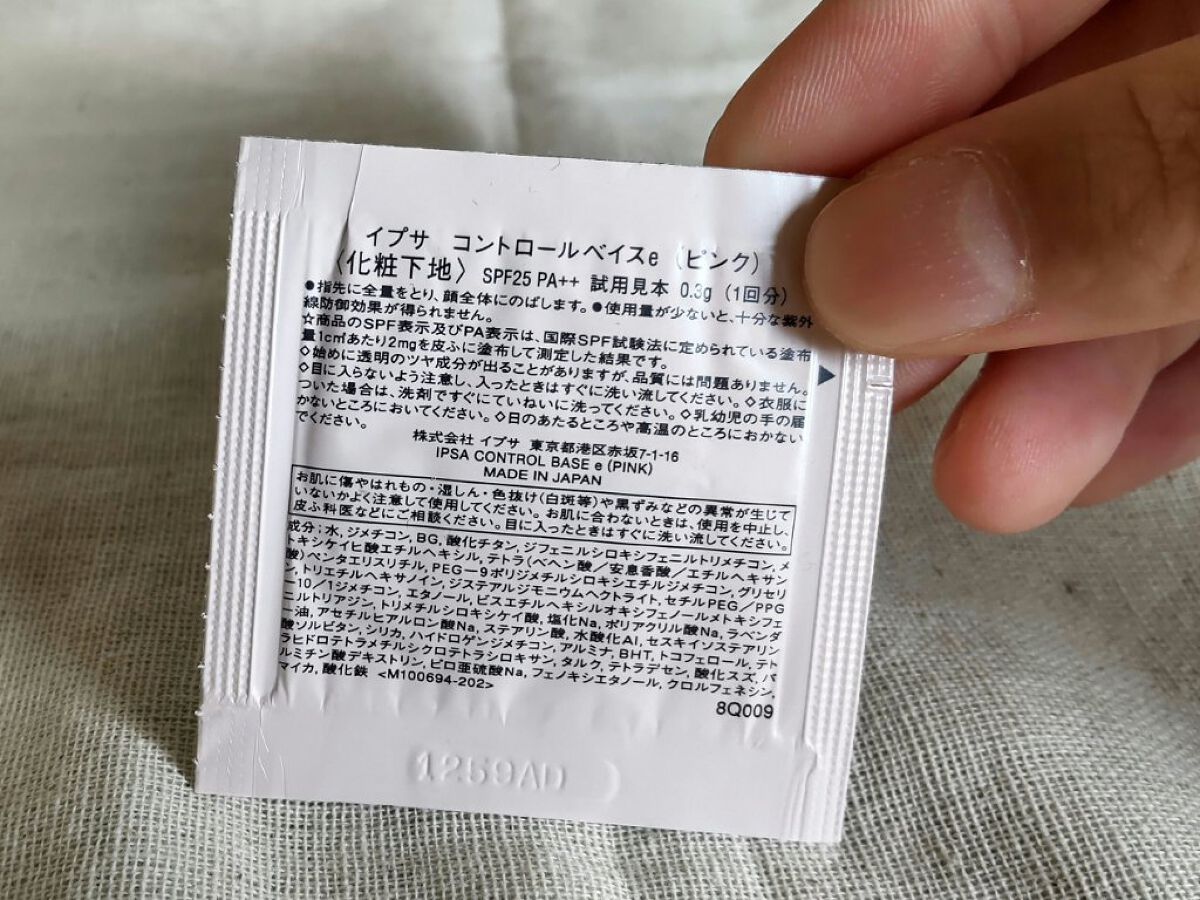 イプサ　コントロールベイスe（ピンク）
〈化粧下地〉 SPF25 PA++ 試用見本 0.3g（1回分）
●指先に全量をとり、顔全体にのばします。●使用量が少ないと、十分な紫外
線防御効果が得られません。
☆商品のSPF表示及びPA表示は、国際SPF試験法に定められている塗布
量1c㎡あたり2mgを皮ふに塗布して測定した結果です。
◇始めに透明のツヤ成分が出ることがありますが、品質には問題ありません。
◇目に入らないよう注意し、入ったときはすぐに洗い流してください。◇衣服に
ついた場合は、洗剤ですぐにていねいに洗ってください。◇乳幼児の手の届
かないところにおいてください。◇日のあたるところや高温のところにおかない
でください。
株式会社 イプサ 東京都港区赤坂7-1-16
IPSA CONTROL BASE e (PINK)
MADE IN JAPAN
お肌に傷やはれもの・湿しん・色抜け(白斑等)や黒ずみなどの異常が生じて
いないかよく注意して使用してください。お肌に合わないときは、使用を中止し、
皮ふ科医などにご相談ください。目に入ったときはすぐに洗い流してください。
成分：水, ジメチコン, BG, 酸化チタン, ジフェニルシロキシフェニルトリメチコン, メ
トキシケイヒ酸エチルヘキシル, テトラ(ベヘン酸／安息香酸／エチルヘキサン
酸)ペンタエリスリチル, PEG－9ポリジメチルシロキシエチルジメチコン, グリセリ
ン, トリエチルヘキサノイン, ジステアルジモニウムヘクトライト, セチルPEG／PPG
－10／1ジメチコン, エタノール, ビスエチルヘキシルオキシフェノールメトキシフェ
ニルトリアジン, トリメチルシロキシケイ酸, 塩化Na, ポリアクリル酸Na, ラベンダ
ー油, アセチルヒアルロン酸Na, ステアリン酸, 水酸化Al, セスキイソステアリン
酸ソルビタン, シリカ, ハイドロゲンジメチコン, アルミナ, BHT, トコフェロール, テト
ラヒドロテトラメチルシクロテトラシロキサン, タルク, テトラデセン, 酸化スズ, パ
ルミチン酸デキストリン, ピロ亜硫酸Na, フェノキシエタノール, クロルフェネシン,
マイカ, 酸化鉄 <M100694-202>
8Q009
1259AD